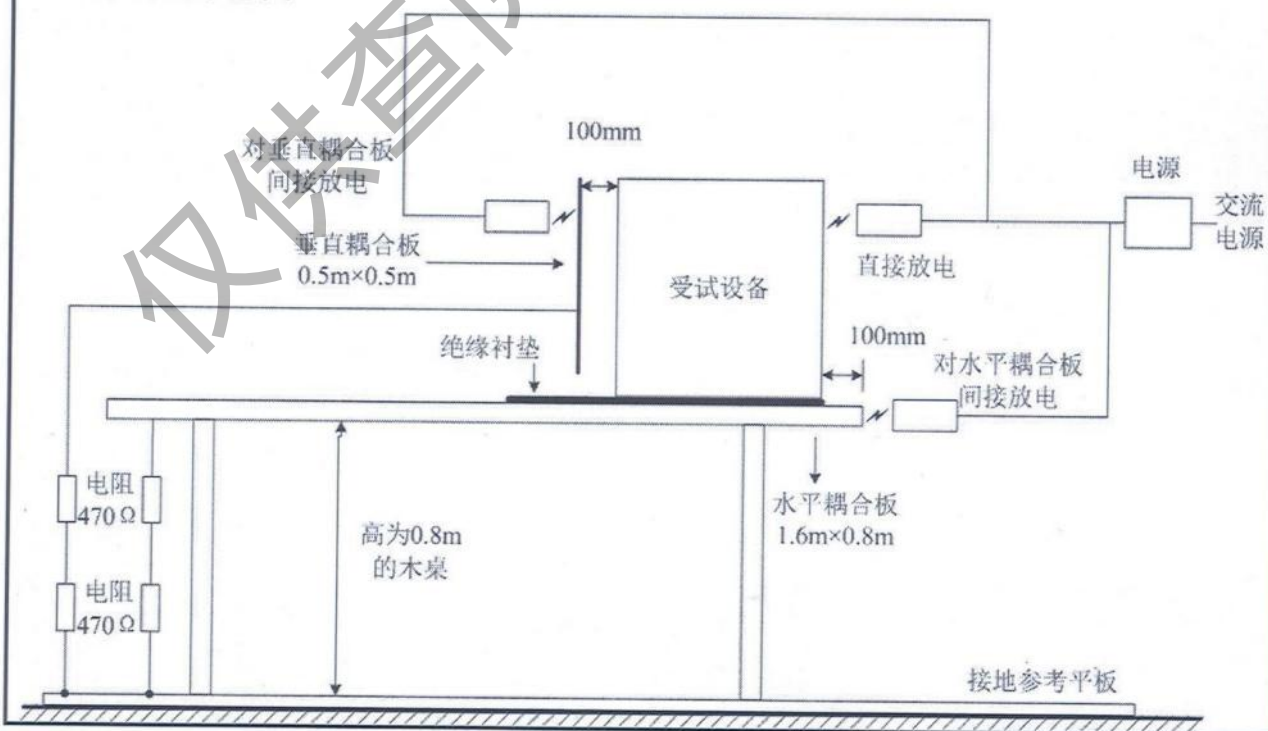 仅供查阅
100mm
对垂直耦合板
间接放电
电源
交流
电源
垂直耦合板
0.5m×0.5m
直接放电
受试设备
100mm
绝缘衬垫
对水平耦合板
间接放电
电阻
470Ω
水平耦合板
1.6m×0.8m
高为0.8m
的木桌
电阻
470Ω
接地参考平板